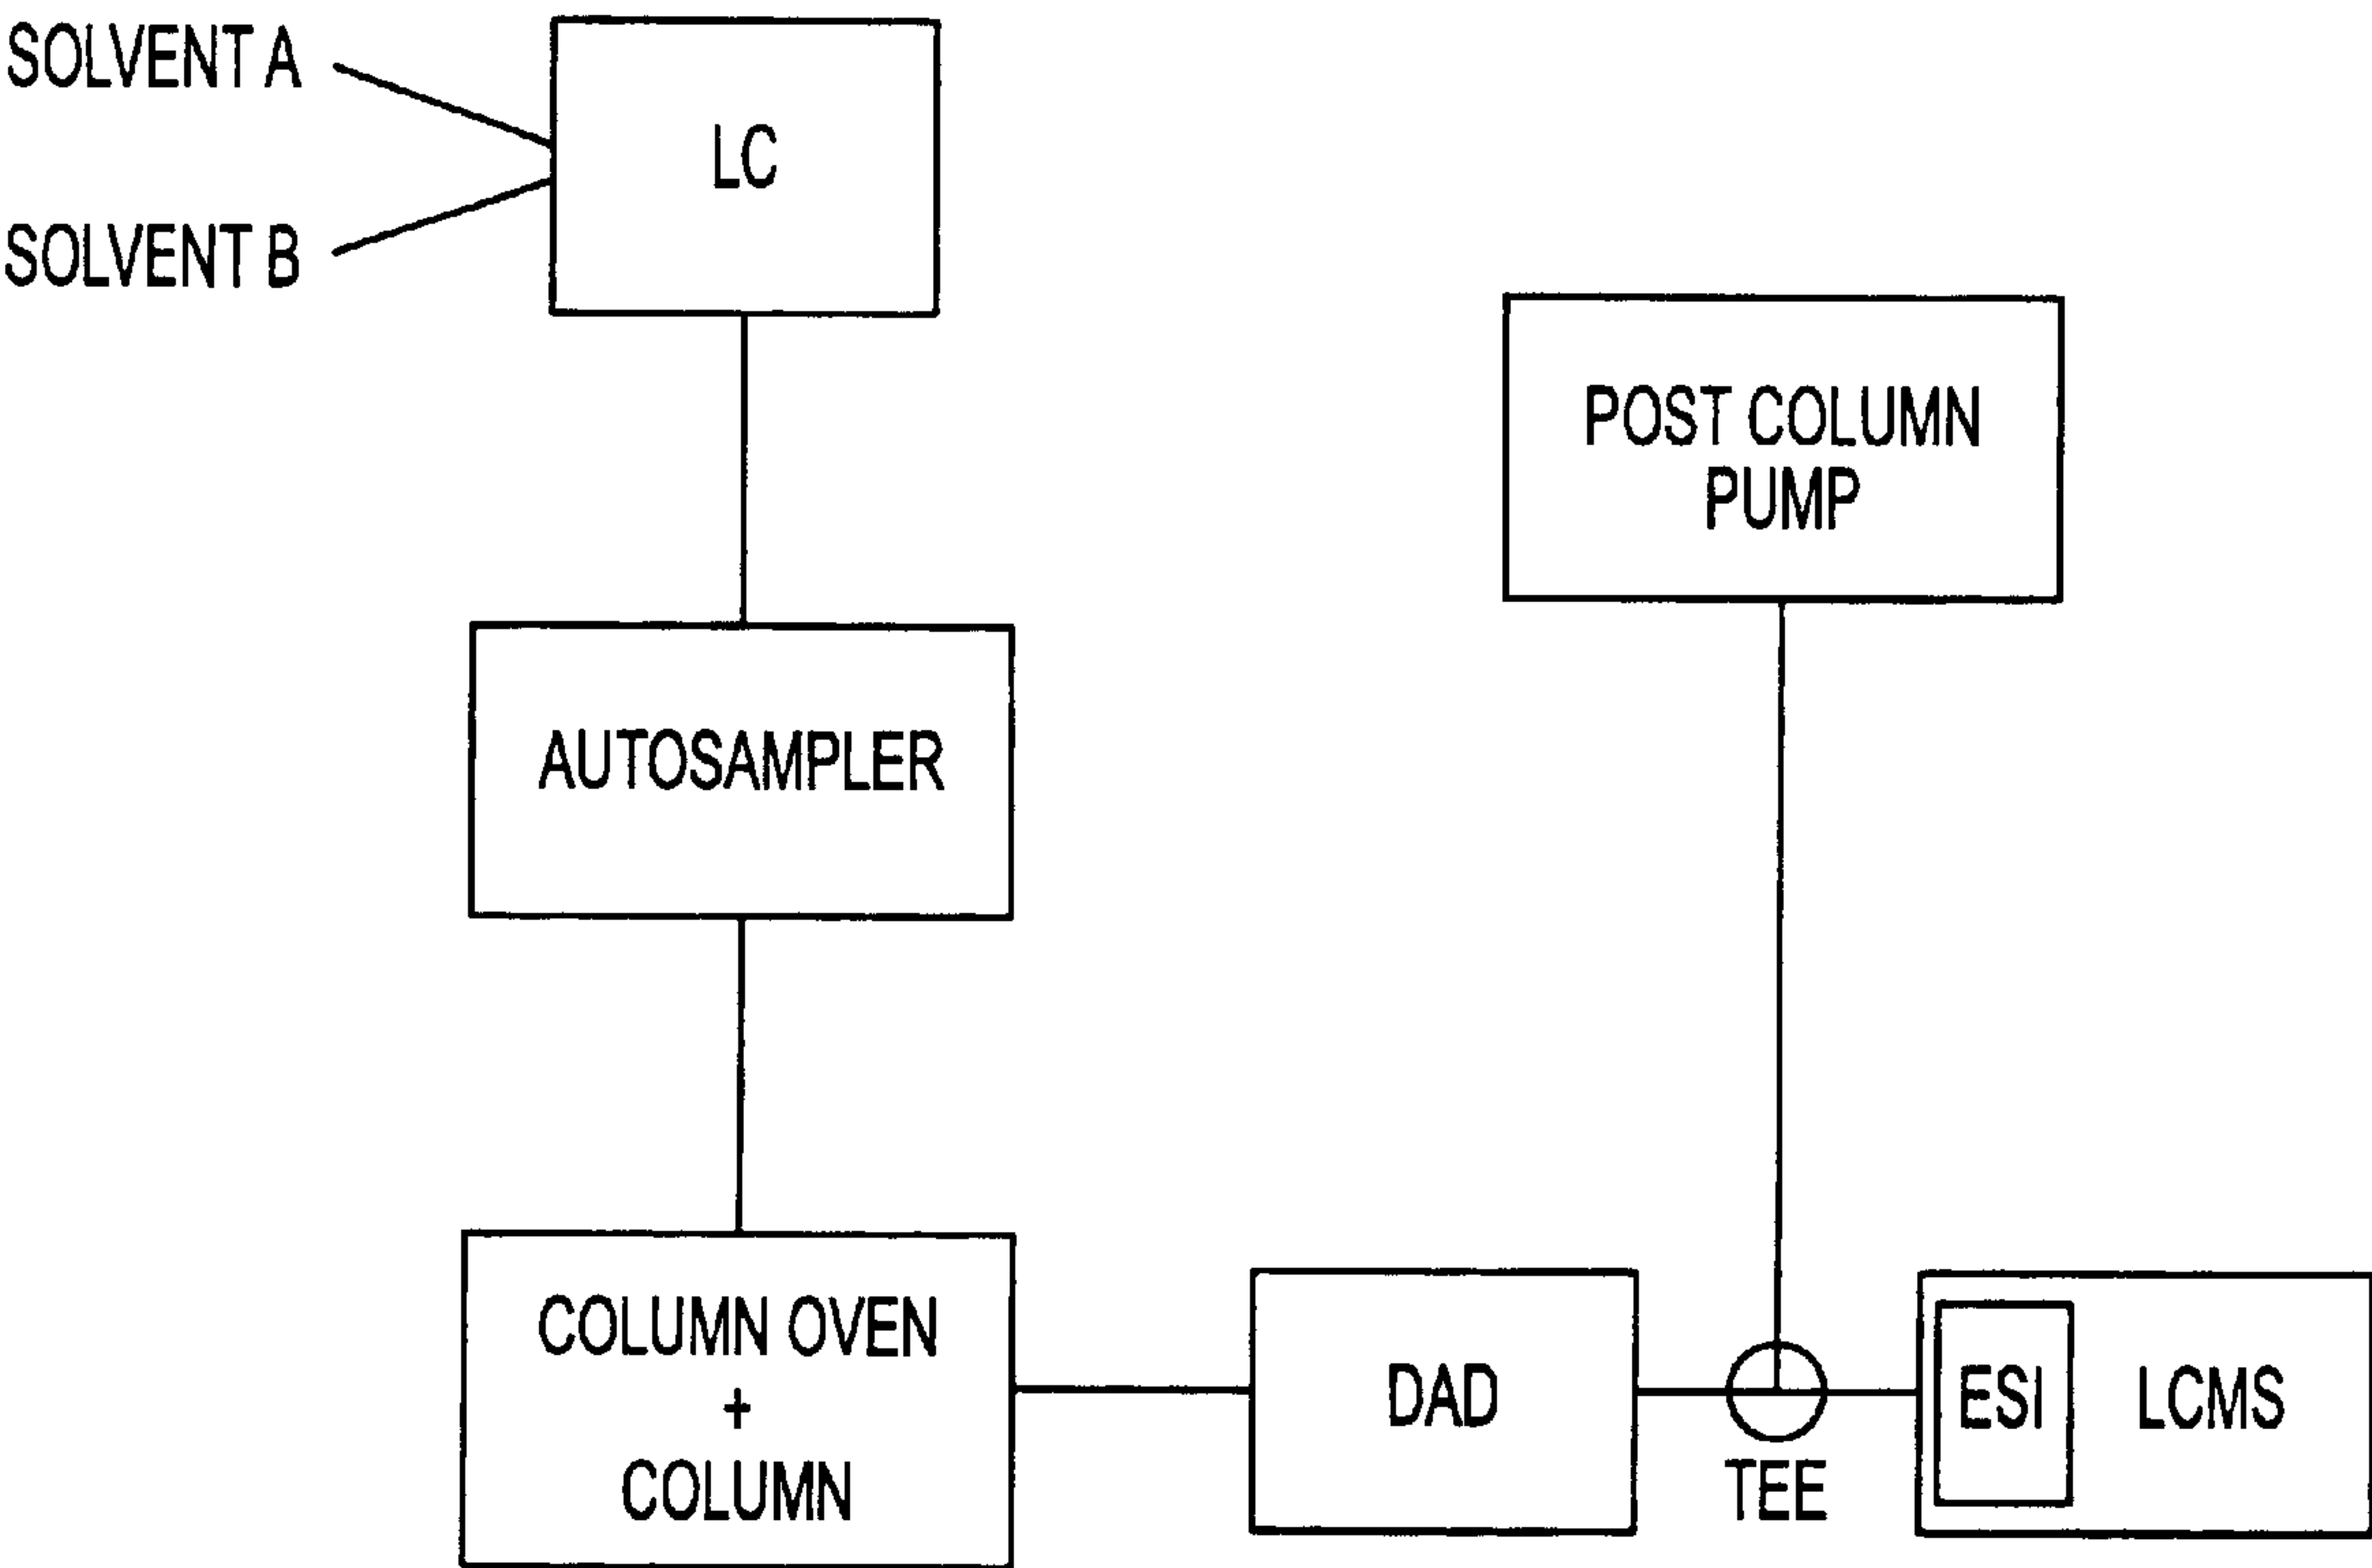 SOLVENT A
LC
SOLVENT B
POST COLUMN
PUMP
AUTOSAMPLER
COLUMN OVEN
+
COLUMN
DAD
TEE
ESI
LCMS